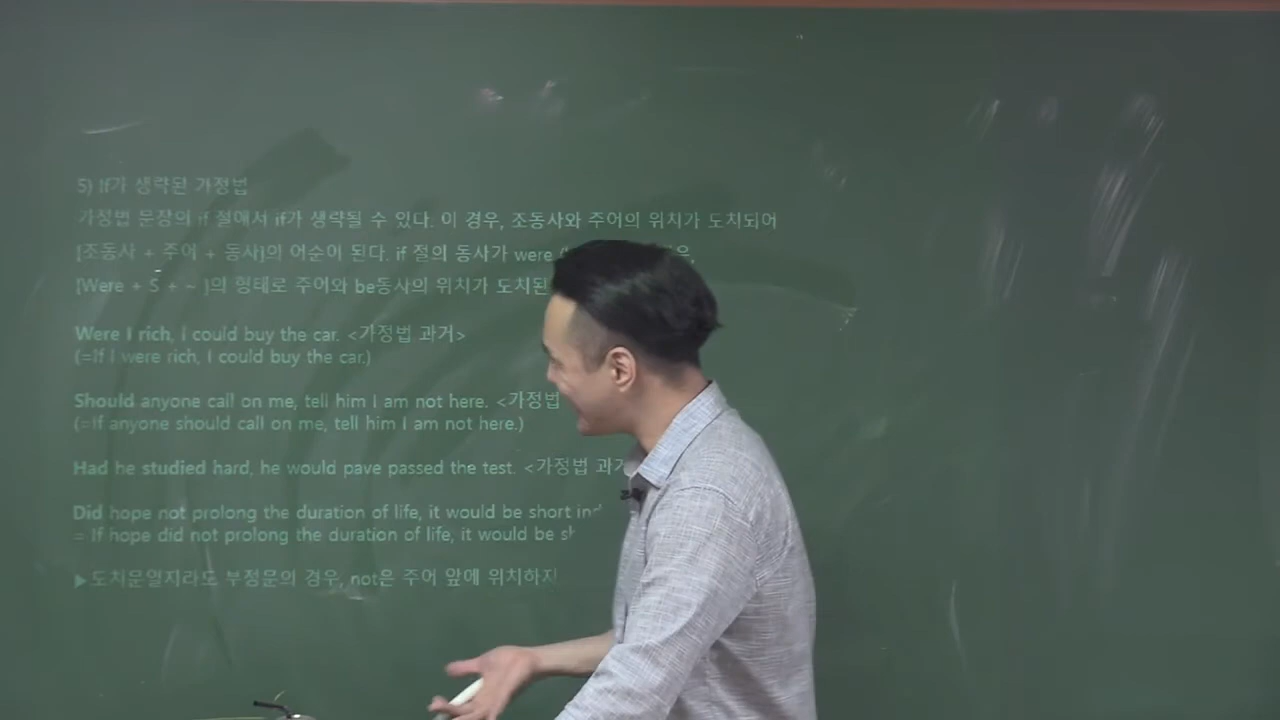 5) If가 생략된 가정법
가정법 문장의 if 절에서 if가 생략될 수 있다. 이 경우, 조동사와 주어의 위치가 도치되어
[조동사 + 주어 + 동사]의 어순이 된다. if 절의 동사가 were
[Were + S + ~ ]의 형태로 주어와 be동사의 위치가 도치된
Were I rich, I could buy the car. <가정법 과거>
(=If I were rich, I could buy the car.)
Should anyone call on me, tell him I am not here. <가정법
(=If anyone should call on me, tell him I am not here.)
Had he studied hard, he would pave passed the test. <가정법 과거
Did hope not prolong the duration of life, it would be short
= If hope did not prolong the duration of life, it would be
▶도치문일지라도 부정문의 경우, not은 주어 앞에 위치하지